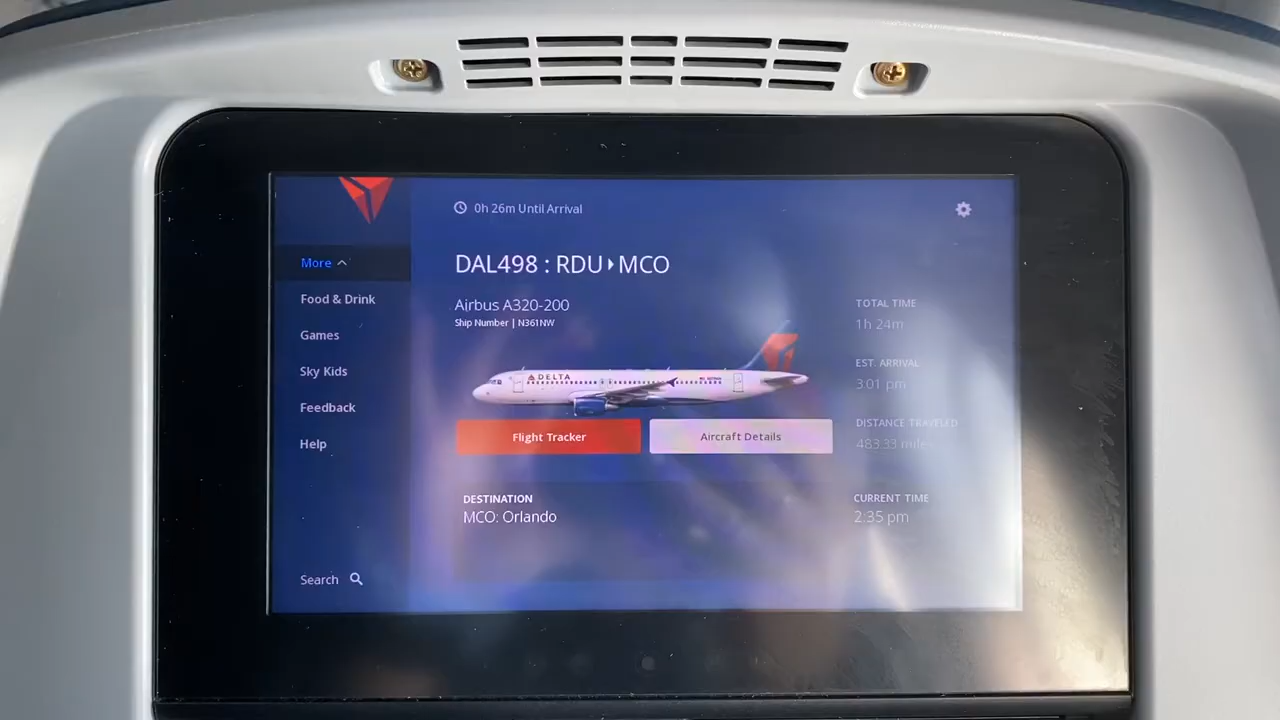 0h 26m Until Arrival
DAL498 : RDU▸MCO
More
Food & Drink
Games
Sky Kids
Feedback
Help
Search
Airbus A320-200
Ship Number | N361NW
DELTA
Flight Tracker
Aircraft Details
TOTAL TIME
1h 24m
EST. ARRIVAL
3:01 pm
DISTANCE TRAVELED
483.33 miles
DESTINATION
MCO: Orlando
CURRENT TIME
2:35 pm